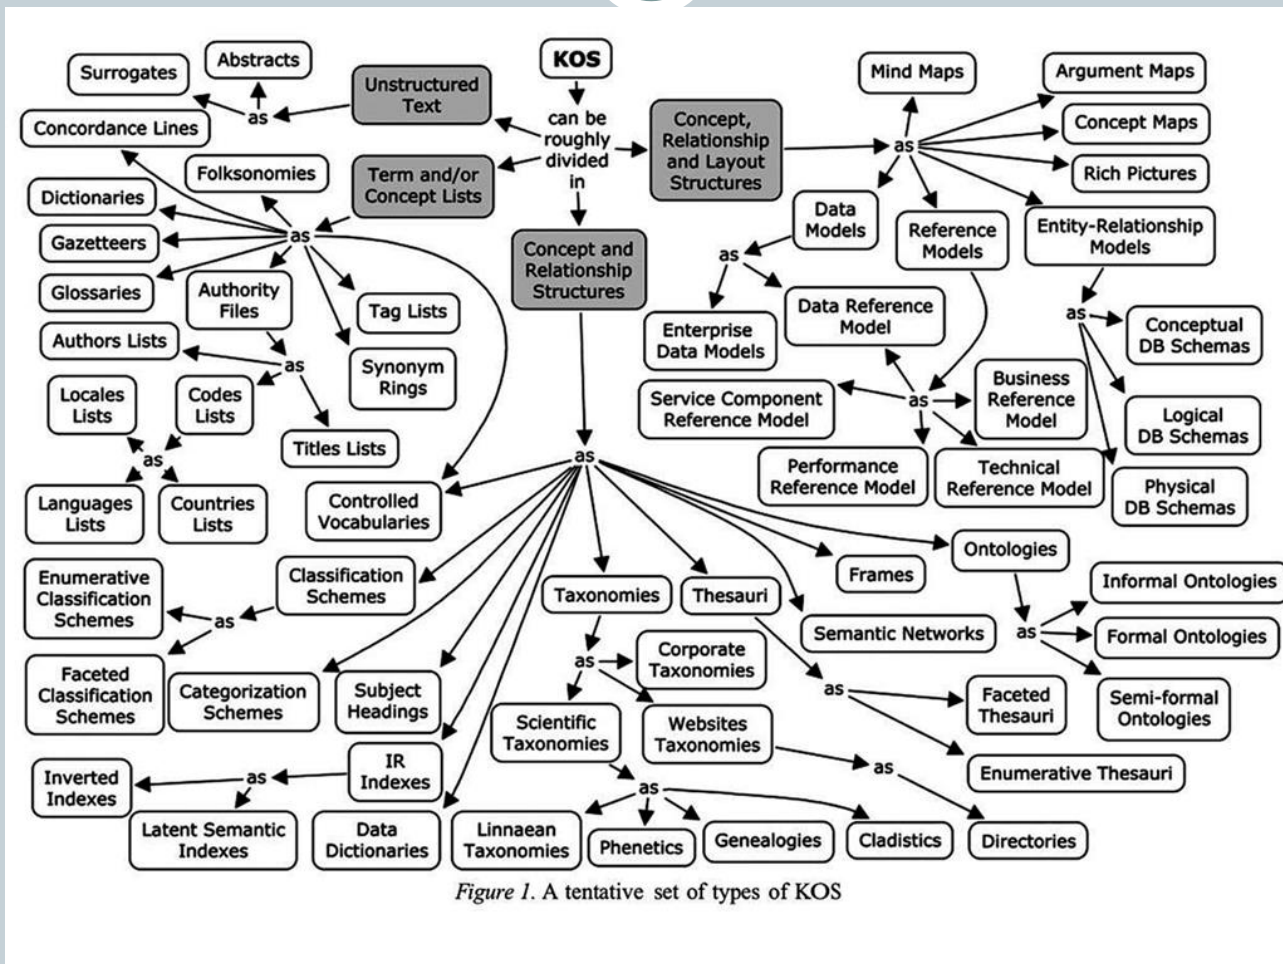 KOS
can be
roughly
divided
in
Unstructured
Text
as
Surrogates
Abstracts
Term and/or
Concept Lists
as
Concordance Lines
Folksonomies
Dictionaries
Gazetteers
Glossaries
Authority
Files
Tag Lists
Synonym
Rings
as
Authors Lists
Codes
Lists
Titles Lists
as
Locales
Lists
Languages
Lists
Countries
Lists
Controlled
Vocabularies
Concept,
Relationship
and Layout
Structures
as
Mind Maps
Argument Maps
Concept Maps
Rich Pictures
Data
Models
Reference
Models
Entity-Relationship
Models
as
Enterprise
Data Models
Data Reference
Model
as
Service Component
Reference Model
Business
Reference
Model
Performance
Reference Model
Technical
Reference Model
as
Conceptual
DB Schemas
Logical
DB Schemas
Physical
DB Schemas
Concept and
Relationship
Structures
as
Classification
Schemes
as
Enumerative
Classification
Schemes
Faceted
Classification
Schemes
Categorization
Schemes
Subject
Headings
IR
Indexes
as
Inverted
Indexes
Latent Semantic
Indexes
Data
Dictionaries
Taxonomies
as
Corporate
Taxonomies
Scientific
Taxonomies
Websites
Taxonomies
as
Linnaean
Taxonomies
Phenetics
Genealogies
Cladistics
as
Directories
Thesauri
as
Faceted
Thesauri
Enumerative Thesauri
Semantic Networks
Frames
Ontologies
as
Informal Ontologies
Formal Ontologies
Semi-formal
Ontologies
Figure 1. A tentative set of types of KOS